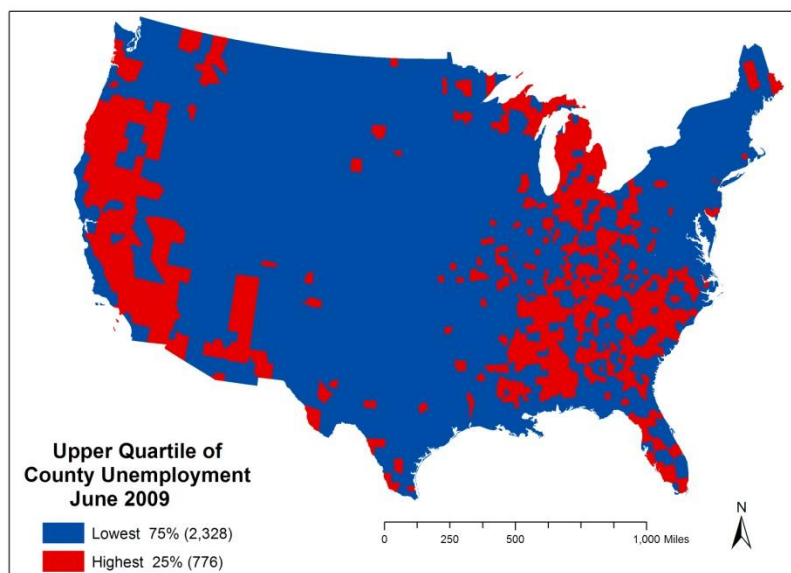 Upper Quartile of
County Unemployment
June 2009
Lowest 75% (2,328)
Highest 25% (776)
N
0 250 500 1,000 Miles